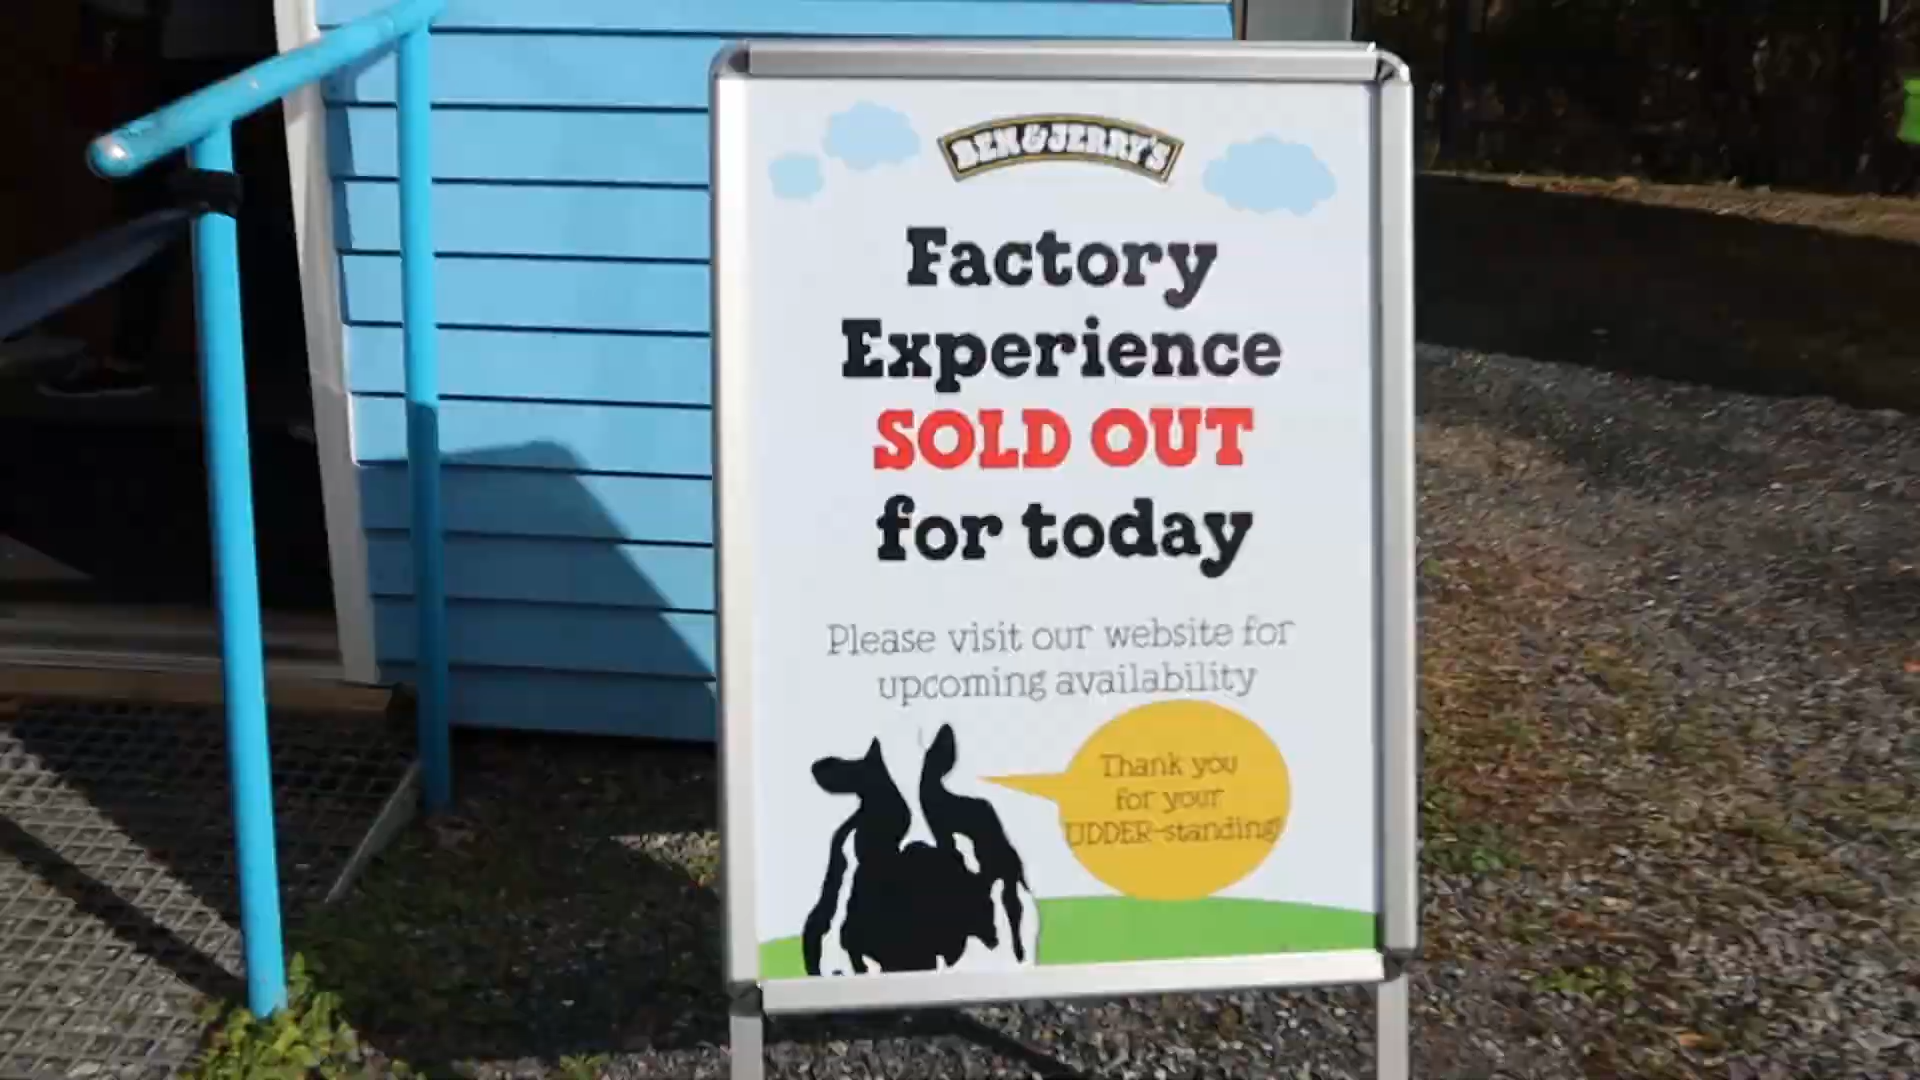 BEN & JERRY'S
Factory
Experience
SOLD OUT
for today
Please visit our website for
upcoming availability
Thank you
for your
UDDER-standing!